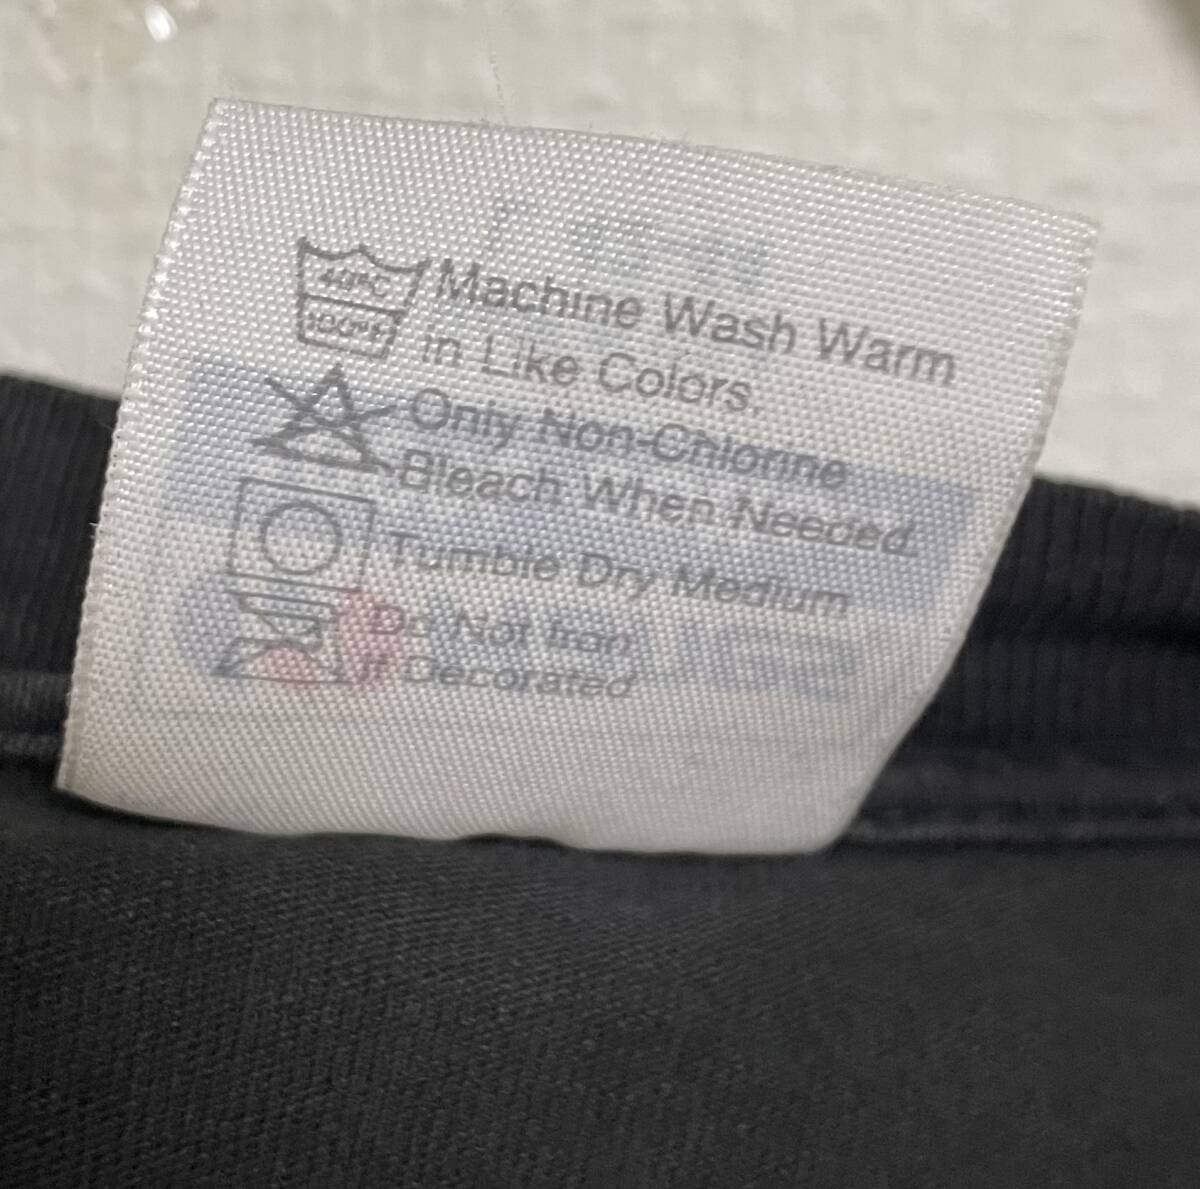 40°C
100°F
Machine Wash Warm
in Like Colors.
Only Non-Chlorine
Bleach When Needed
Tumble Dry Medium
Do Not Iron
If Decorated